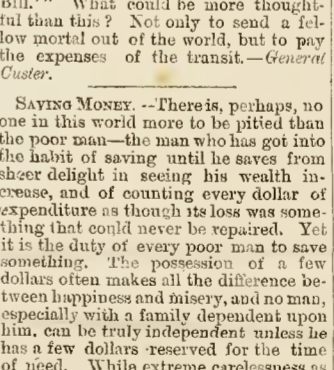 Bill." What could be more thought-
ful than this? Not only to send a fel-
low mortal out of the world, but to pay
the expenses of the transit.—General
Custer.
SAVING MONEY.--There is, perhaps, no
one in this world more to be pitied than
the poor man—the man who has got into
the habit of saving until he saves from
sheer delight in seeing his wealth in-
crease, and of counting every dollar of
expenditure as though its loss was some-
thing that could never be repaired. Yet
it is the duty of every poor man to save
something. The possession of a few
dollars often makes all the difference be-
tween happiness and misery, and no man,
especially with a family dependent upon
him, can be truly independent unless he
has a few dollars reserved for the time
of need. While extreme carelessness as